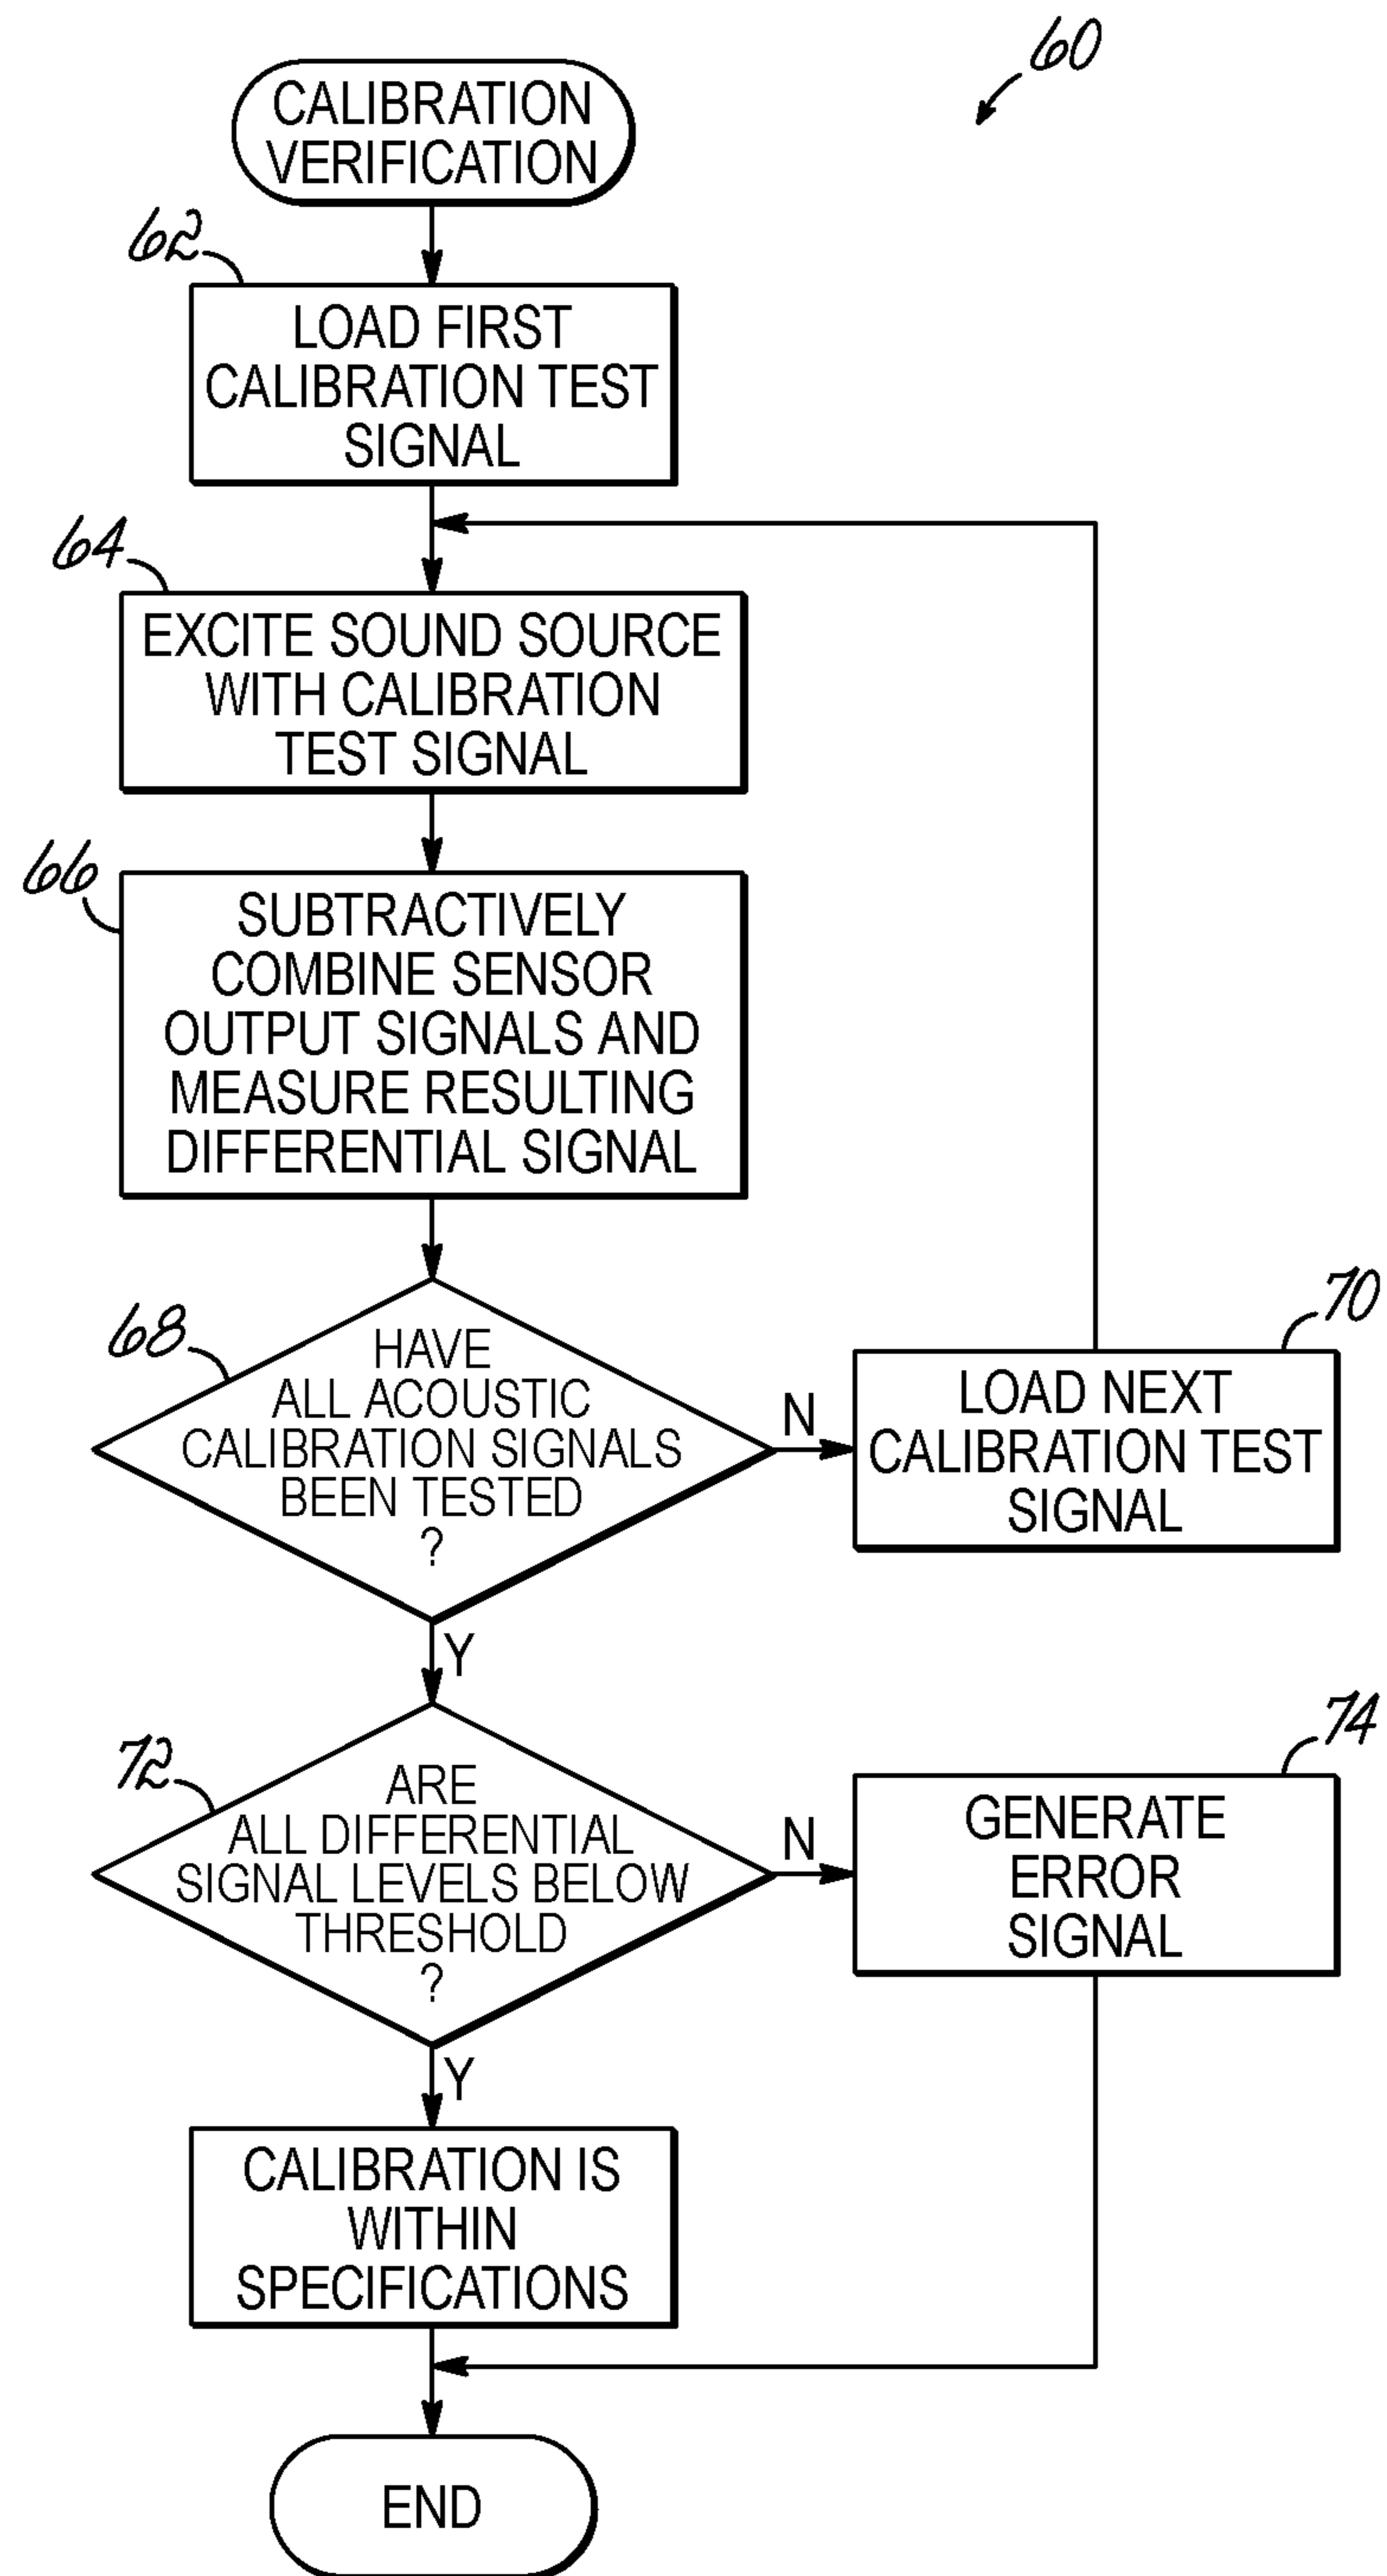 60
CALIBRATION
VERIFICATION
62
LOAD FIRST
CALIBRATION TEST
SIGNAL
64
EXCITE SOUND SOURCE
WITH CALIBRATION
TEST SIGNAL
66
SUBTRACTIVELY
COMBINE SENSOR
OUTPUT SIGNALS AND
MEASURE RESULTING
DIFFERENTIAL SIGNAL
68
HAVE
ALL ACOUSTIC
CALIBRATION SIGNALS
BEEN TESTED
?
N
70
LOAD NEXT
CALIBRATION TEST
SIGNAL
Y
72
ARE
ALL DIFFERENTIAL
SIGNAL LEVELS BELOW
THRESHOLD
?
N
74
GENERATE
ERROR
SIGNAL
Y
CALIBRATION IS
WITHIN
SPECIFICATIONS
END